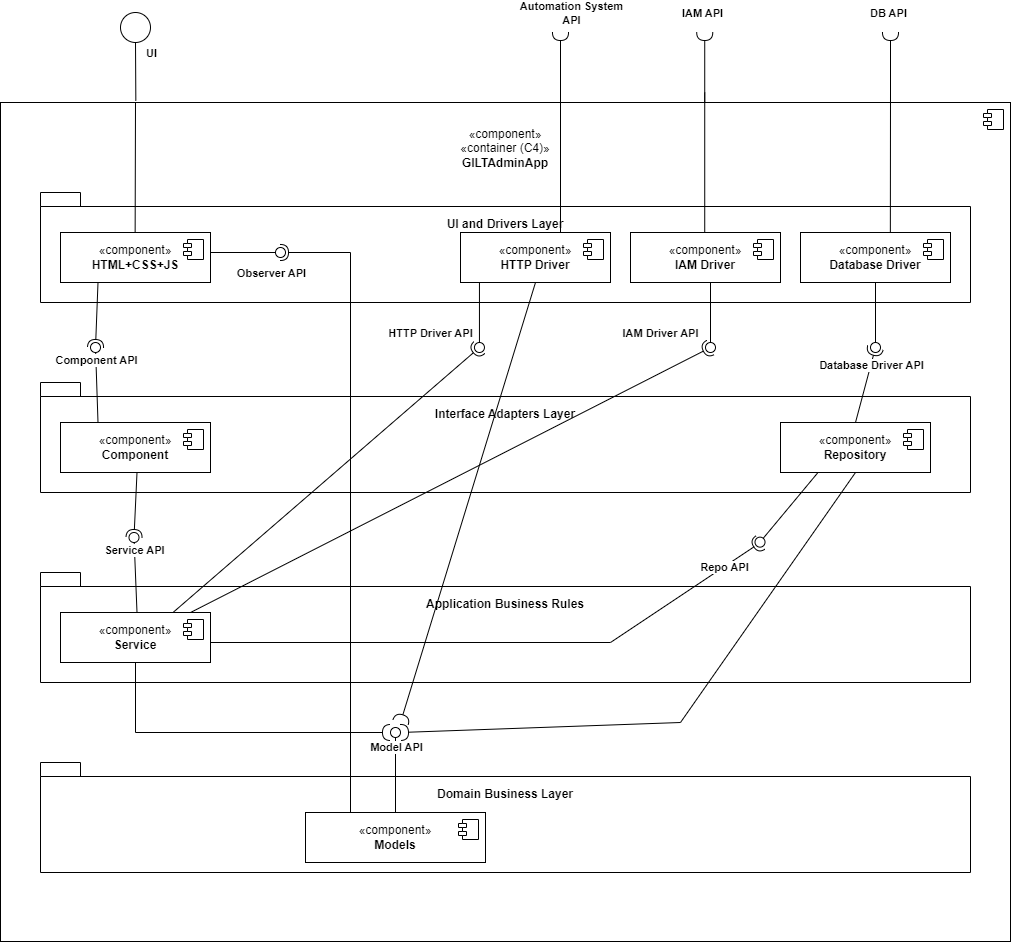 Automation System
API
IAM API
DB API
UI
«component»
«container (C4)»
GILTAdminApp
UI and Drivers Layer
«component»
HTML+CSS+JS
Observer API
«component»
HTTP Driver
«component»
IAM Driver
«component»
Database Driver
HTTP Driver API
IAM Driver API
Component API
Database Driver API
Interface Adapters Layer
«component»
Component
«component»
Repository
Service API
Repo API
Application Business Rules
«component»
Service
Model API
Domain Business Layer
«component»
Models